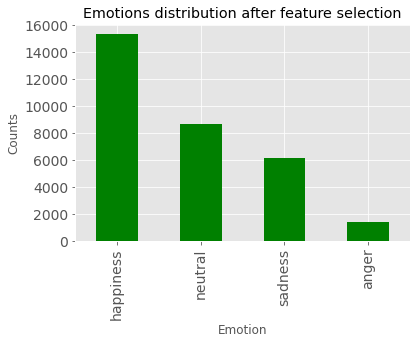 Emotions distribution after feature selection
16000
14000
12000
10000
8000
6000
4000
2000
0
Counts
happiness
neutral
sadness
anger
Emotion